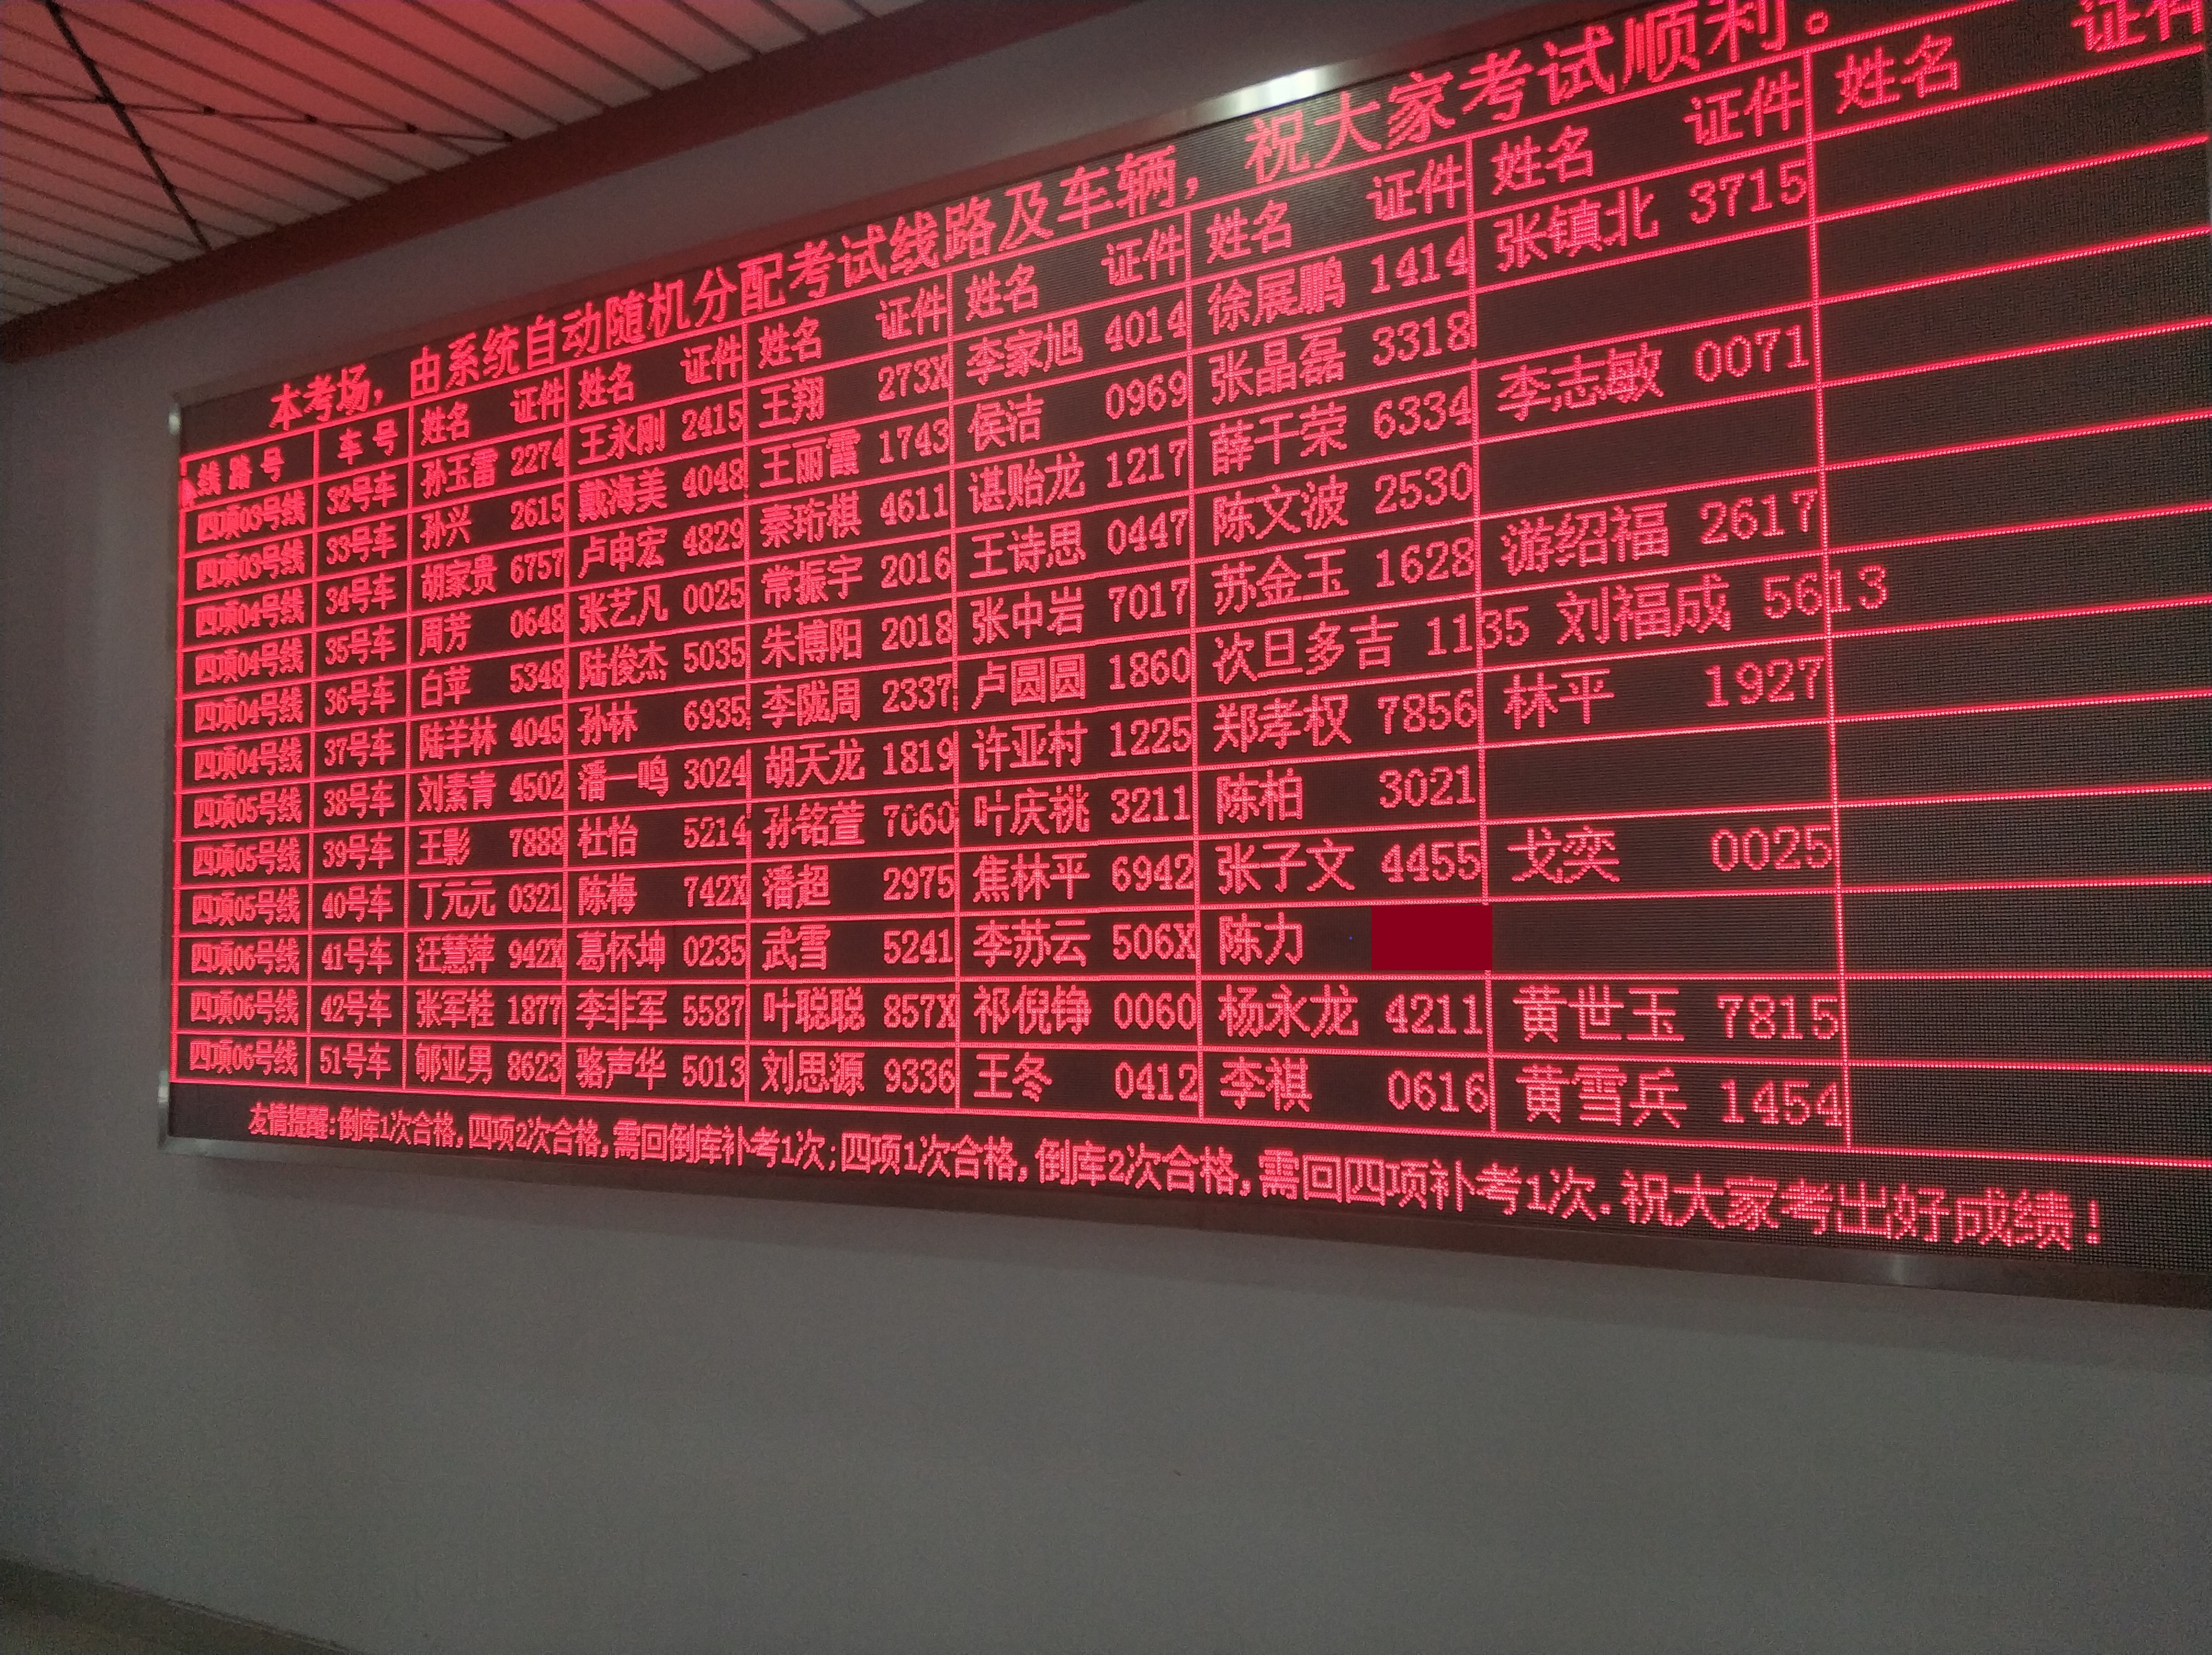 本考场，由系统自动随机分配考试线路及车辆，祝大家考试顺利。
线路号 车号 姓名 证件 姓名 证件 姓名 证件 姓名 证件 姓名 证件 姓名 证件 姓名 证件
四项03号线 32号车 孙玉雷 2274 王永刚 2415 王翔 273X 李家旭 4014 徐展鹏 1414 张镇北 3715
四项03号线 33号车 孙兴 2615 戴海美 4048 王丽霞 1743 侯洁 0969 张晶磊 3318
四项04号线 34号车 胡家贵 6757 卢申宏 4829 秦珩棋 4611 谌贻龙 1217 薛干荣 6334 李志敏 0071
四项04号线 35号车 周芳 0648 张艺凡 0025 常振宇 2016 王诗思 0447 陈文波 2530
四项04号线 36号车 白苹 5348 陆俊杰 5035 朱博阳 2018 张中岩 7017 苏金玉 1628 游绍福 2617
四项04号线 37号车 陆羊林 4045 孙林 6935 李陇周 2337 卢圆圆 1860 次旦多吉 1135 刘福成 5613
四项05号线 38号车 刘素青 4502 潘一鸣 3024 胡天龙 1819 许亚村 1225 郑孝权 7856 林平 1927
四项05号线 39号车 王影 7888 杜怡 5214 孙铭萱 7060 叶庆桃 3211 陈柏 3021
四项05号线 40号车 丁元元 0321 陈梅 742X 潘超 2975 焦林平 6942 张子文 4455 戈奕 0025
四项06号线 41号车 汪慧萍 942X 葛怀坤 0235 武雪 5241 李苏云 506X 陈力
四项06号线 42号车 张军桂 1877 李非军 5587 叶聪聪 857X 祁倪铮 0060 杨永龙 4211 黄世玉 7815
四项06号线 51号车 郇亚男 8623 骆声华 5013 刘思源 9336 王冬 0412 李祺 0616 黄雪兵 1454
友情提醒:倒库1次合格,四项2次合格,需回倒库补考1次;四项1次合格,倒库2次合格,需回四项补考1次.祝大家考出好成绩!